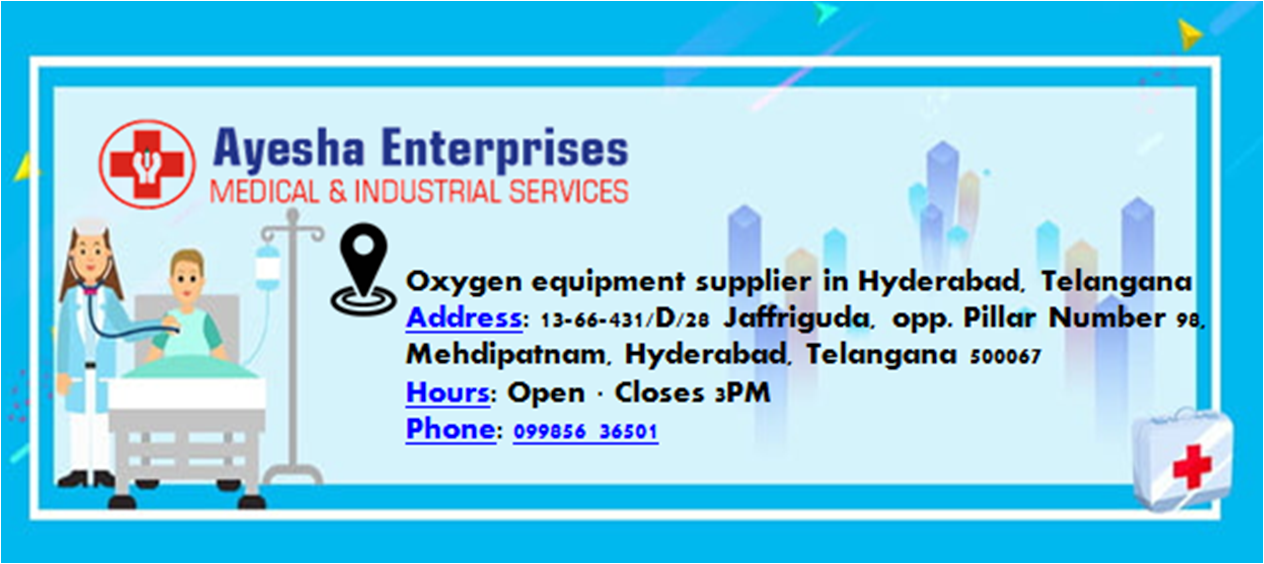 Ayesha Enterprises
MEDICAL & INDUSTRIAL SERVICES
Oxygen equipment supplier in Hyderabad, Telangana
Address: 13-66-431/D/28 Jaffriguda, opp. Pillar Number 98,
Mehdipatnam, Hyderabad, Telangana 500067
Hours: Open · Closes 3PM
Phone: 099856 36501